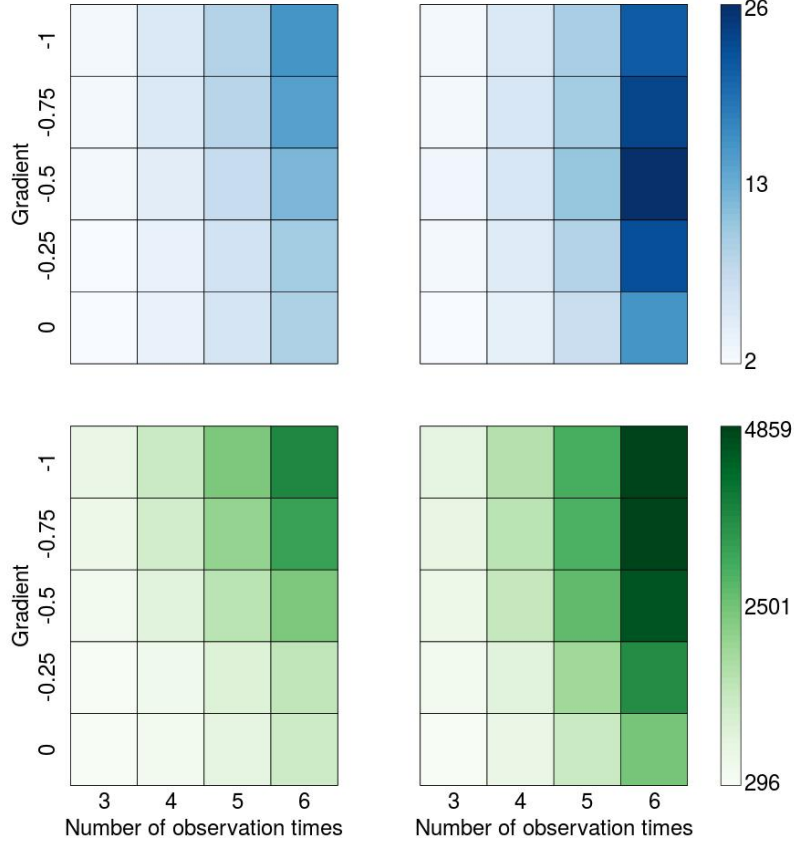 Gradient
-1
-0.75
-0.5
-0.25
0
26
13
2
Gradient
-1
-0.75
-0.5
-0.25
0
4859
2501
296
3 4 5 6
3 4 5 6
Number of observation times
Number of observation times